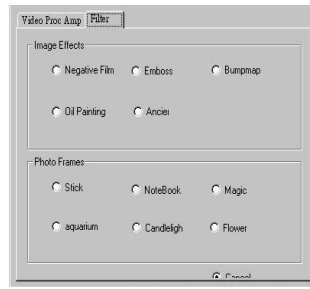 Video Proc Amp Filter
Image Effects
Negative Film Emboss Bumpmap
Oil Painting Ancier
Photo Frames
Stick NoteBook Magic
aquarium Candleligh Flower
Cancel